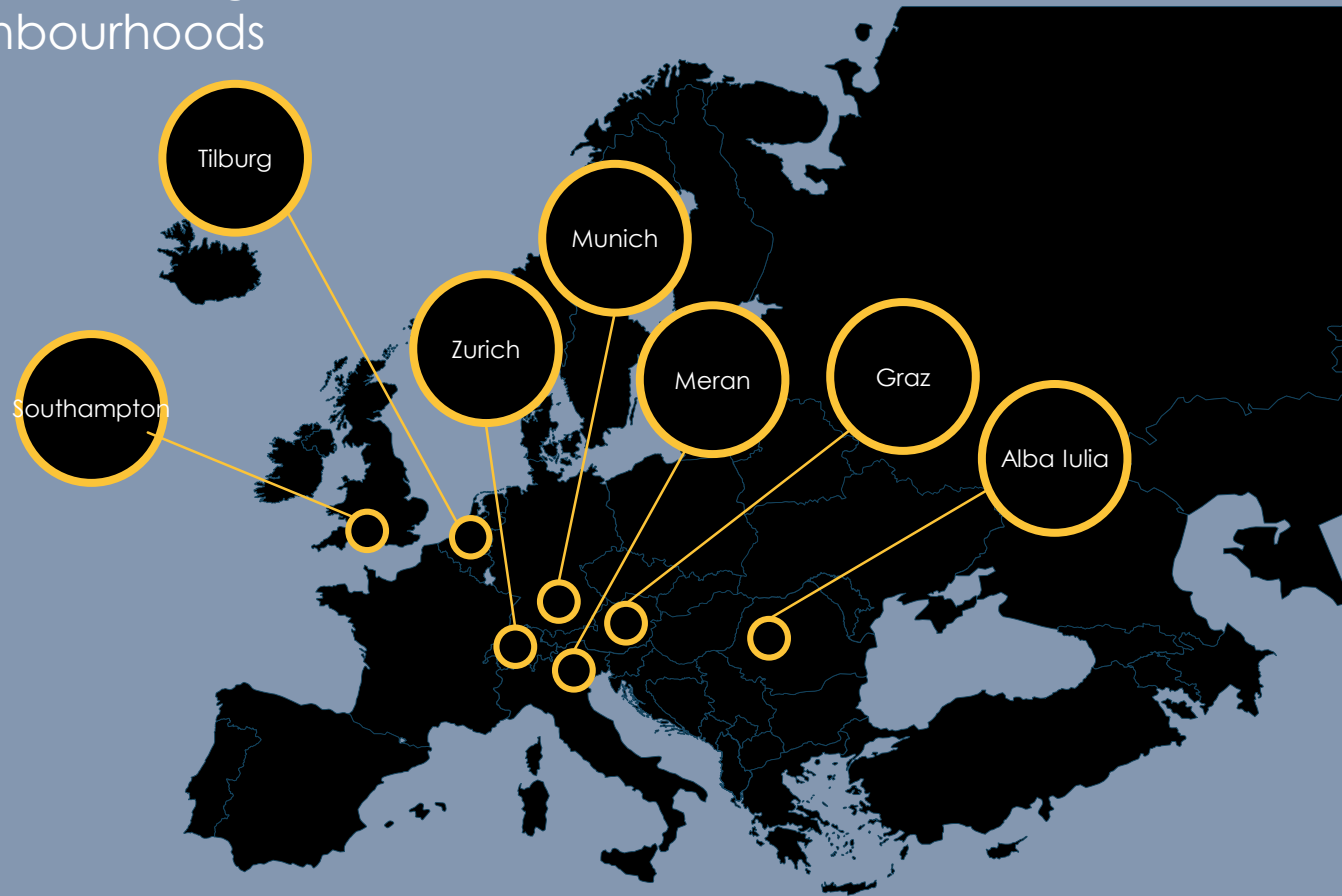 nbourhoods
Tilburg
Munich
Zurich
Meran
Graz
Southampton
Alba Iulia